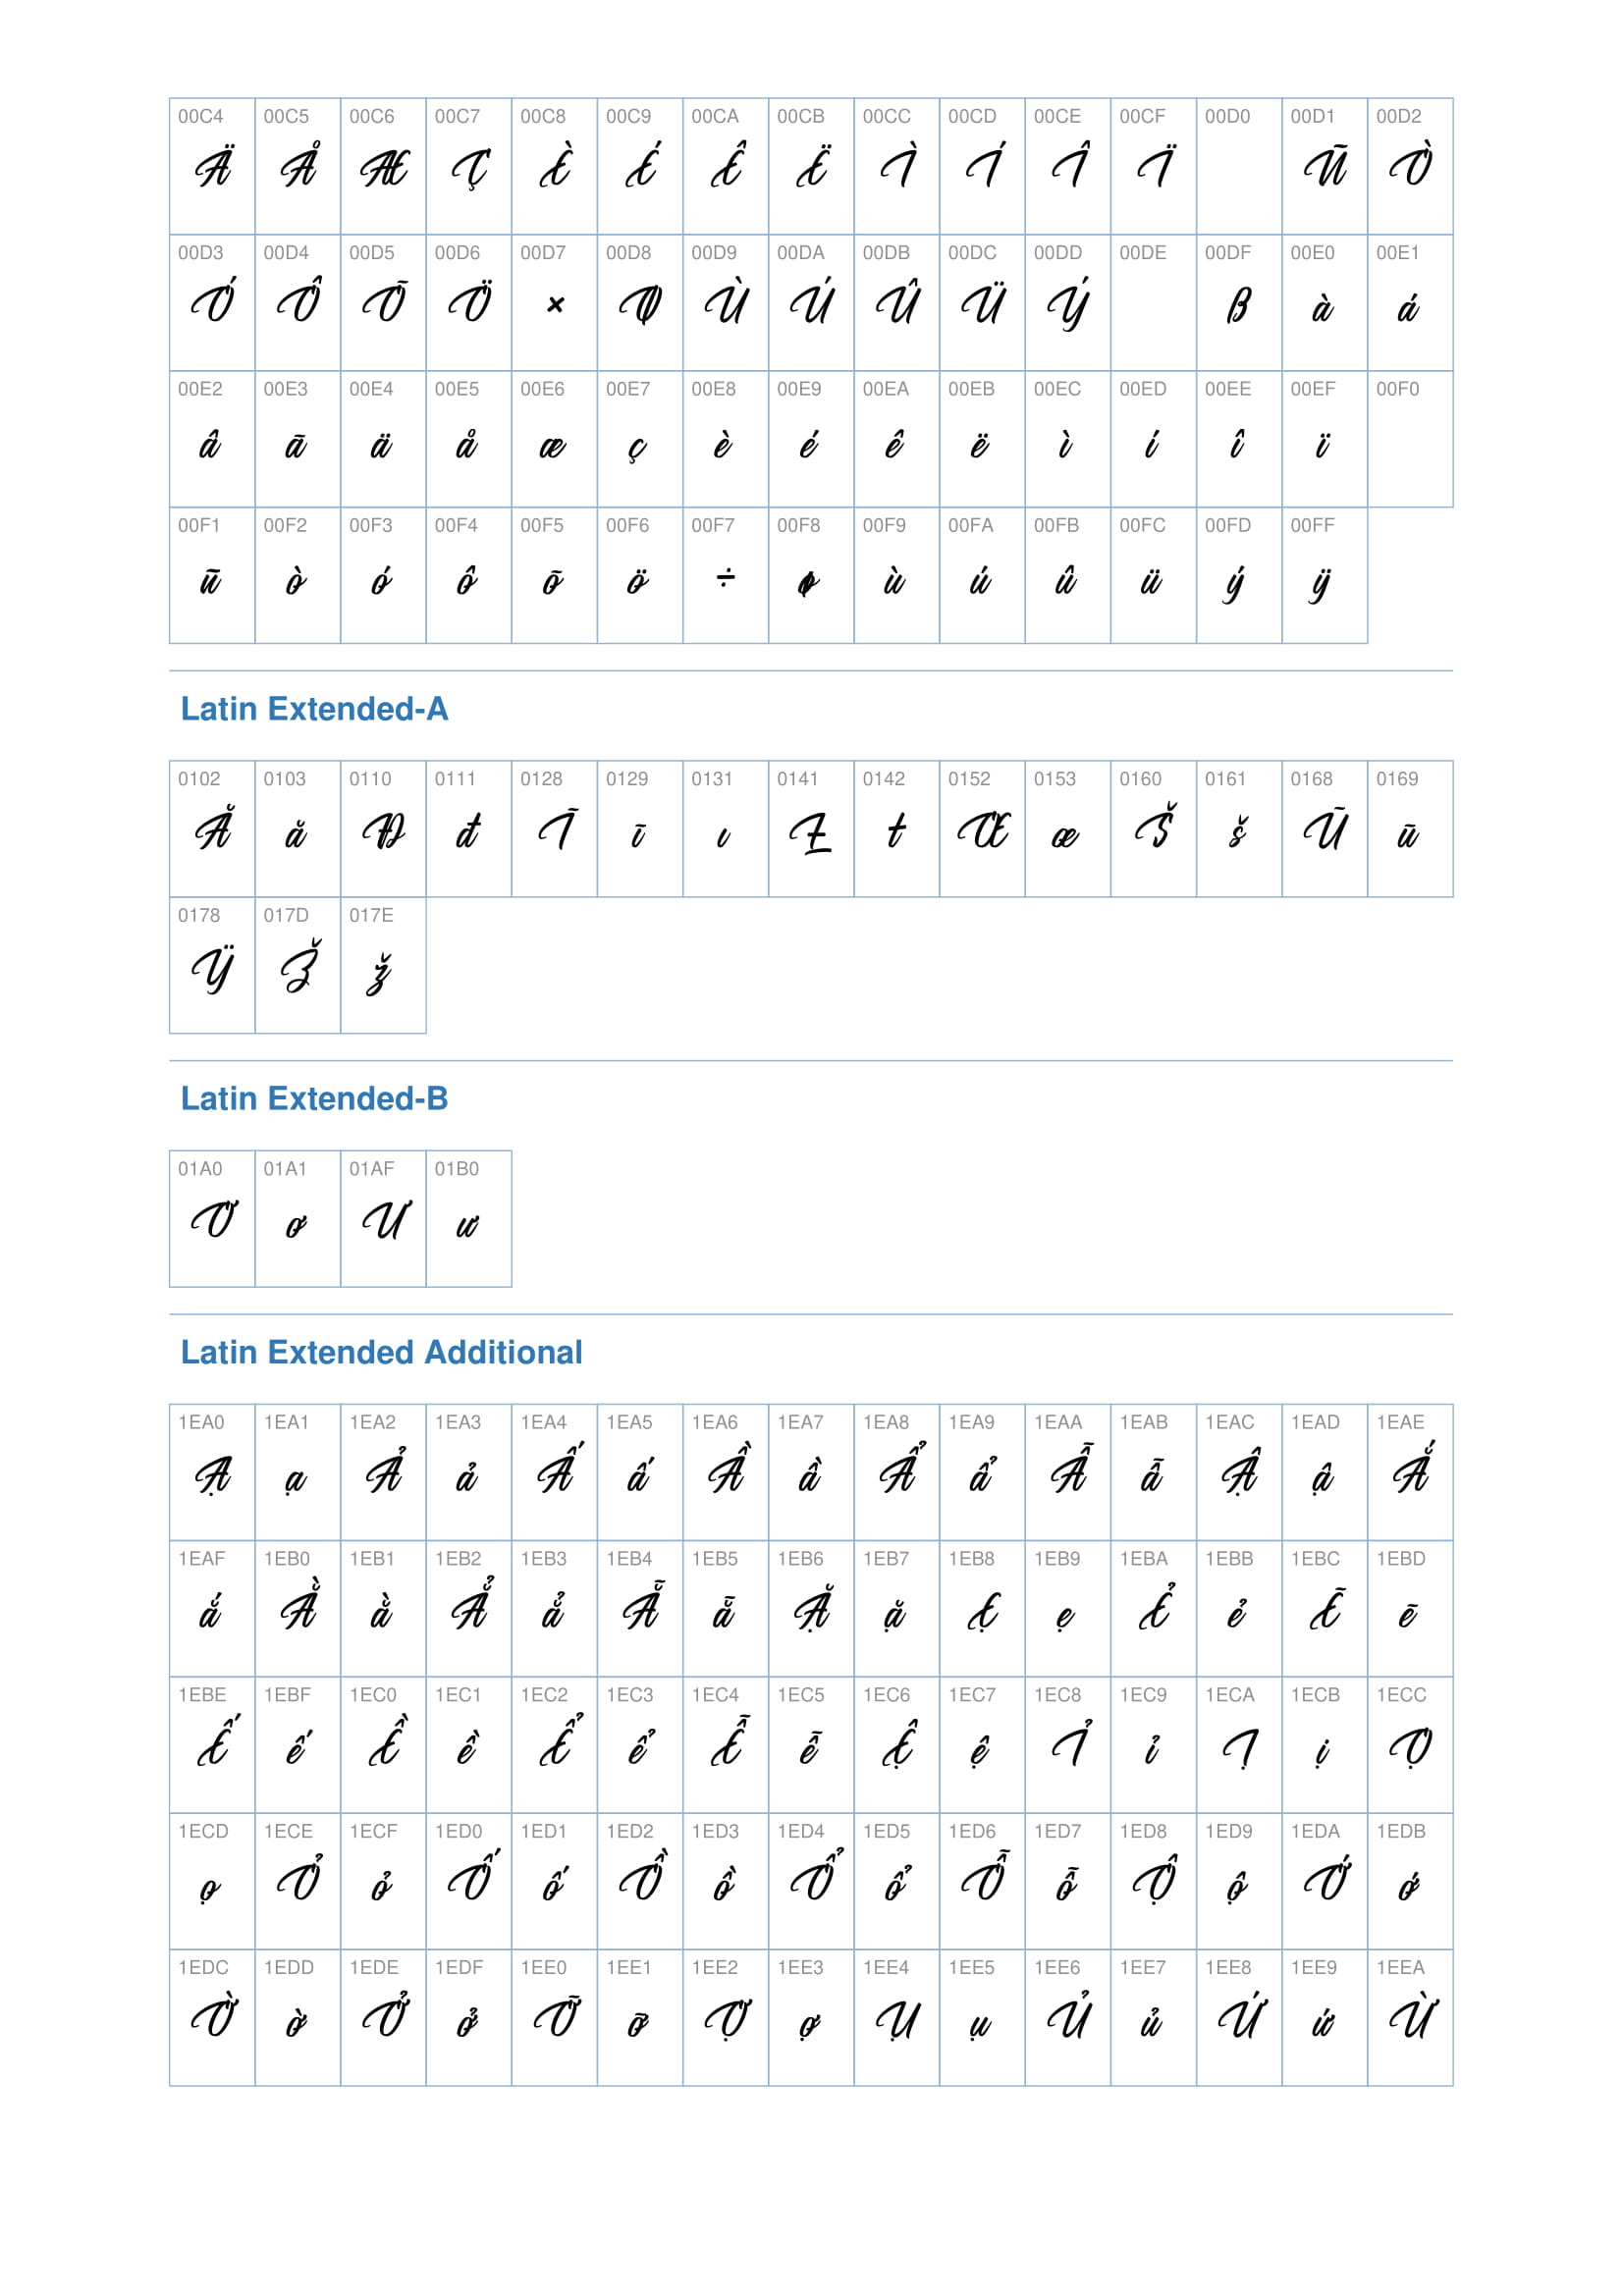 00C4 00C5 00C6 00C7 00C8 00C9 00CA 00CB 00CC 00CD 00CE 00CF 00D0 00D1 00D2
Ä Å Æ Ç È É Ê Ë Ì Í Î Ï Ñ Ò
00D3 00D4 00D5 00D6 00D7 00D8 00D9 00DA 00DB 00DC 00DD 00DE 00DF 00E0 00E1
Ó Ô Õ Ö × Ø Ù Ú Û Ü Ý ß à á
00E2 00E3 00E4 00E5 00E6 00E7 00E8 00E9 00EA 00EB 00EC 00ED 00EE 00EF 00F0
â ã ä å æ ç è é ê ë ì í î ï
00F1 00F2 00F3 00F4 00F5 00F6 00F7 00F8 00F9 00FA 00FB 00FC 00FD 00FF
ñ ò ó ô õ ö ÷ ø ù ú û ü ý ÿ
Latin Extended-A
0102 0103 0110 0111 0128 0129 0131 0141 0142 0152 0153 0160 0161 0168 0169
Ă ă Đ đ Ĩ ĩ ı Ł ł Œ œ Š š Ũ ũ
0178 017D 017E
Ÿ Ž ž
Latin Extended-B
01A0 01A1 01AF 01B0
Ơ ơ Ư ư
Latin Extended Additional
1EA0 1EA1 1EA2 1EA3 1EA4 1EA5 1EA6 1EA7 1EA8 1EA9 1EAA 1EAB 1EAC 1EAD 1EAE
Ạ ạ Ả ả Ấ ấ Ầ ầ Ẩ ẩ Ẫ ẫ Ậ ậ Ắ
1EAF 1EB0 1EB1 1EB2 1EB3 1EB4 1EB5 1EB6 1EB7 1EB8 1EB9 1EBA 1EBB 1EBC 1EBD
ắ Ằ ằ Ẳ ẳ Ẵ ẵ Ặ ặ Ẹ ẹ Ẻ ẻ Ẽ ẽ
1EBE 1EBF 1EC0 1EC1 1EC2 1EC3 1EC4 1EC5 1EC6 1EC7 1EC8 1EC9 1ECA 1ECB 1ECC
Ế ế Ề ề Ể ể Ễ ễ Ệ ệ Ỉ ỉ Ị ị Ọ
1ECD 1ECE 1ECF 1ED0 1ED1 1ED2 1ED3 1ED4 1ED5 1ED6 1ED7 1ED8 1ED9 1EDA 1EDB
ọ Ỏ ỏ Ố ố Ồ ồ Ổ ổ Ỗ ỗ Ộ ộ Ớ ớ
1EDC 1EDD 1EDE 1EDF 1EE0 1EE1 1EE2 1EE3 1EE4 1EE5 1EE6 1EE7 1EE8 1EE9 1EEA
Ờ ờ Ở ở Ỡ ỡ Ợ ợ Ụ ụ Ủ ủ Ứ ứ Ừ